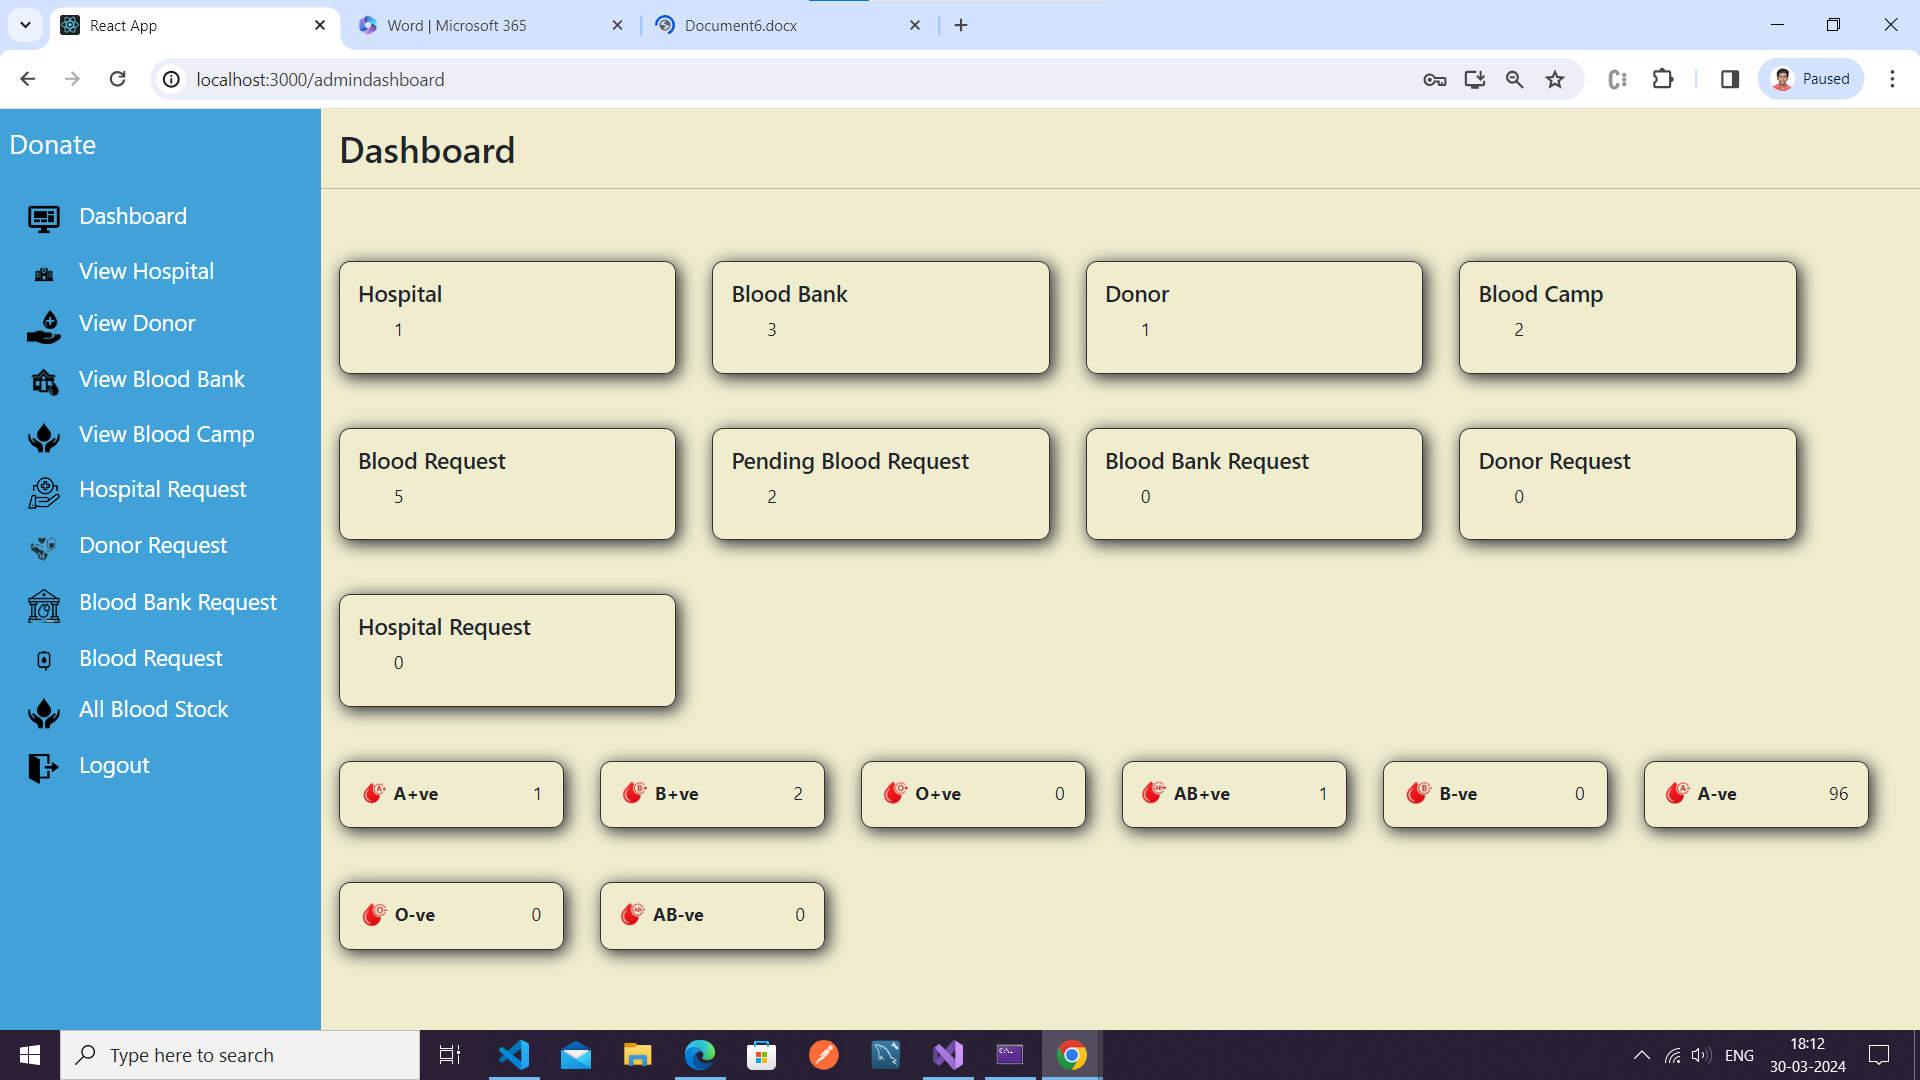 React App
Word | Microsoft 365
Document6.docx
localhost:3000/admindashboard
Paused
Donate
Dashboard
View Hospital
View Donor
View Blood Bank
View Blood Camp
Hospital Request
Donor Request
Blood Bank Request
Blood Request
All Blood Stock
Logout
Dashboard
Hospital
1
Blood Bank
3
Donor
1
Blood Camp
2
Blood Request
5
Pending Blood Request
2
Blood Bank Request
0
Donor Request
0
Hospital Request
0
A+ve 1
B+ve 2
O+ve 0
AB+ve 1
B-ve 0
A-ve 96
O-ve 0
AB-ve 0
Type here to search
ENG
18:12
30-03-2024